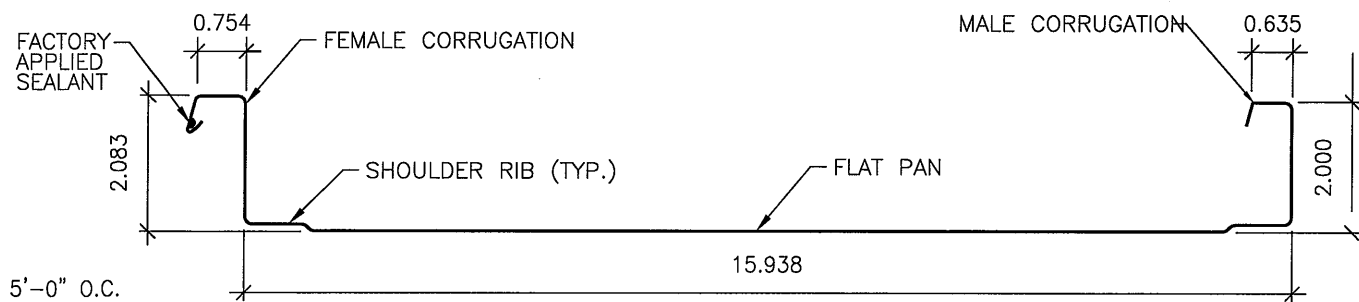 0.754
FACTORY
APPLIED
SEALANT
FEMALE CORRUGATION
MALE CORRUGATION
0.635
2.083
SHOULDER RIB (TYP.)
FLAT PAN
2.000
15.938
5'-0" O.C.